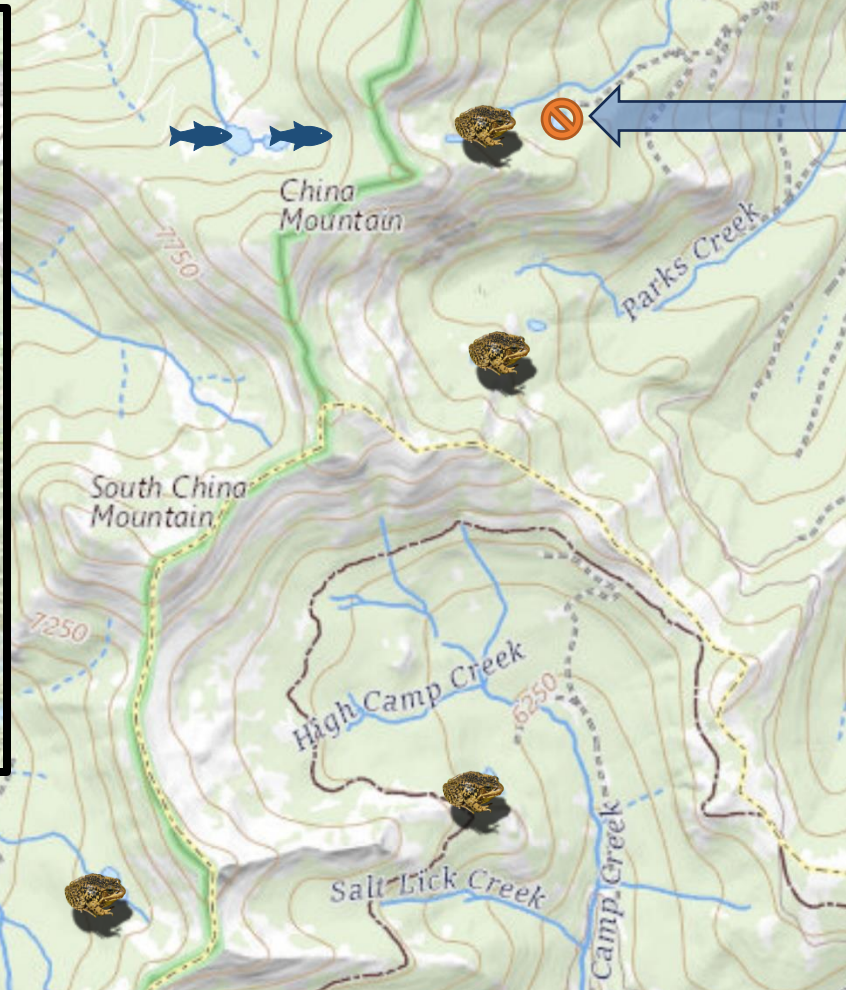 China
Mountain
7750
Parks Creek
South China
Mountain
7250
High Camp Creek
6250
Salt Lick Creek
Camp Creek